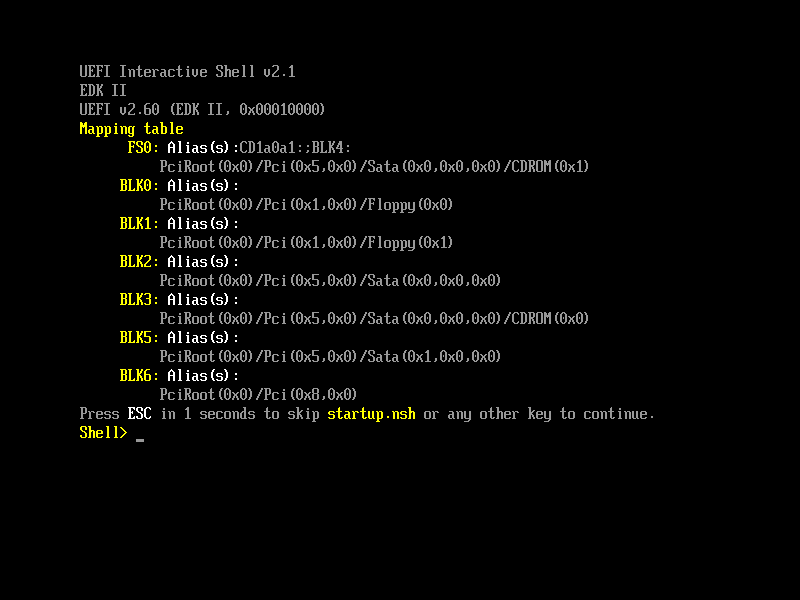 UEFI Interactive Shell v2.1
EDK II
UEFI v2.60 (EDK II, 0x00010000)
Mapping table
FS0: Alias(s):CD1a0a1:;BLK4:
PciRoot(0x0)/Pci(0x5,0x0)/Sata(0x0,0x0,0x0)/CDROM(0x1)
BLK0: Alias(s):
PciRoot(0x0)/Pci(0x1,0x0)/Floppy(0x0)
BLK1: Alias(s):
PciRoot(0x0)/Pci(0x1,0x0)/Floppy(0x1)
BLK2: Alias(s):
PciRoot(0x0)/Pci(0x5,0x0)/Sata(0x0,0x0,0x0)
BLK3: Alias(s):
PciRoot(0x0)/Pci(0x5,0x0)/Sata(0x0,0x0,0x0)/CDROM(0x0)
BLK5: Alias(s):
PciRoot(0x0)/Pci(0x5,0x0)/Sata(0x1,0x0,0x0)
BLK6: Alias(s):
PciRoot(0x0)/Pci(0x8,0x0)
Press ESC in 1 seconds to skip startup.nsh or any other key to continue.
Shell> _